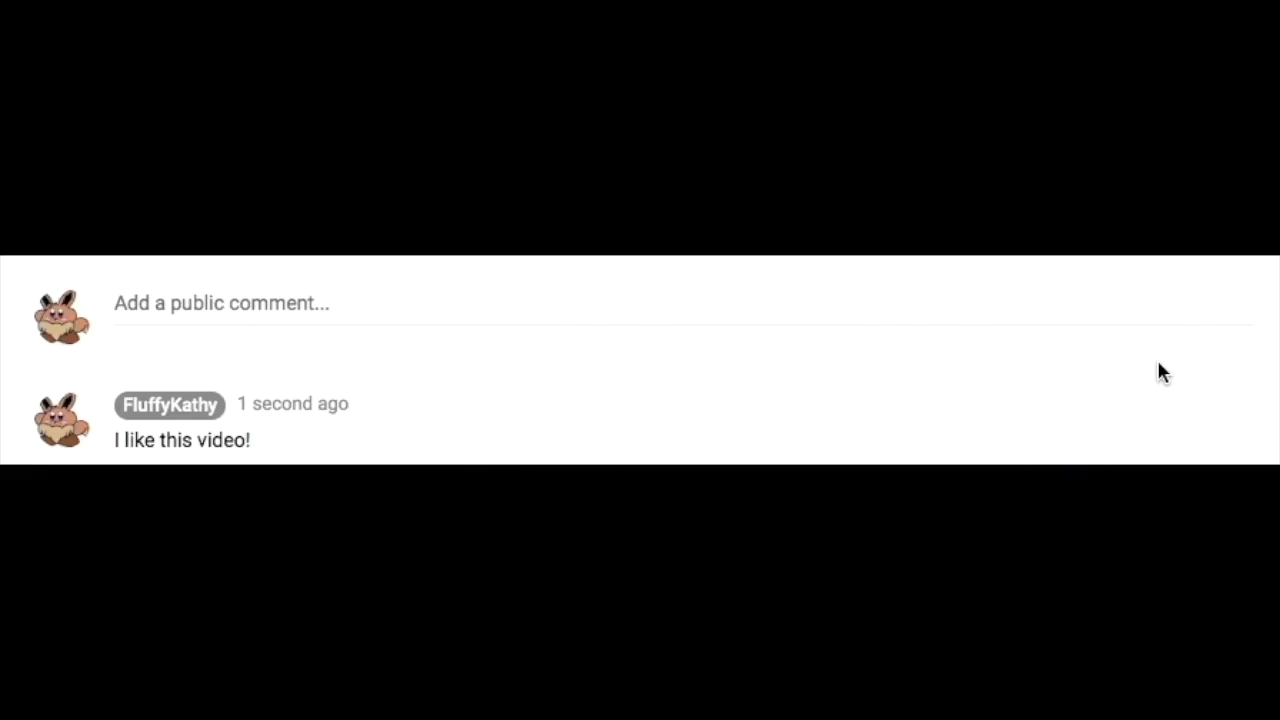 Add a public comment...
FluffyKathy 1 second ago
I like this video!